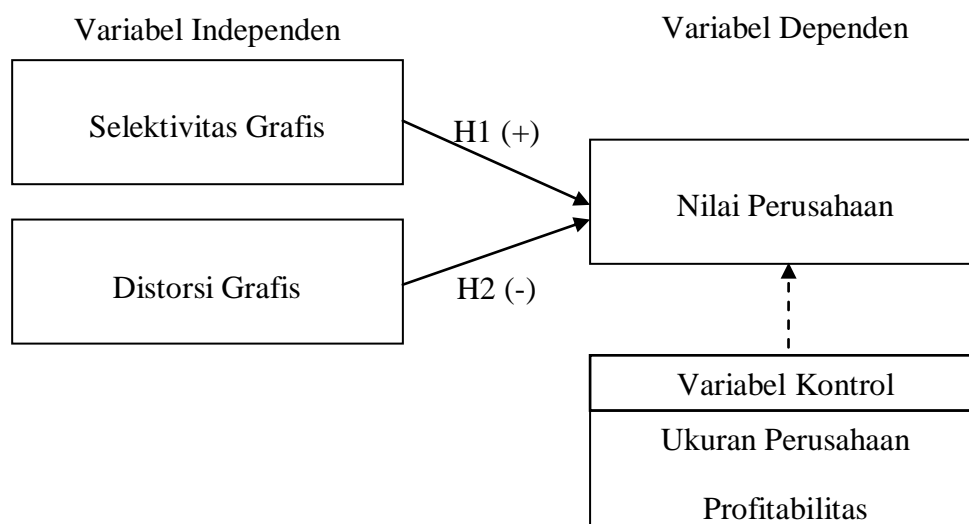 Variabel Independen
Variabel Dependen
Selektivitas Grafis
H1 (+)
Nilai Perusahaan
Distorsi Grafis
H2 (-)
Variabel Kontrol
Ukuran Perusahaan
Profitabilitas